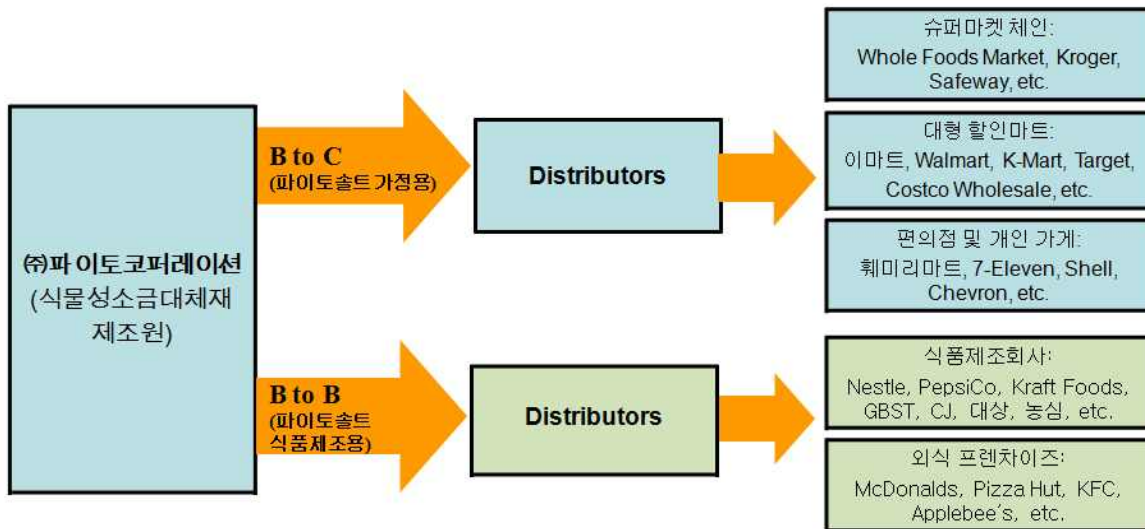 ㈜파이토코퍼레이션
(식물성소금대체재
제조원)
B to C
(파이토솔트 가정용)
Distributors
슈퍼마켓 체인:
Whole Foods Market, Kroger,
Safeway, etc.
대형 할인마트:
이마트, Walmart, K-Mart, Target,
Costco Wholesale, etc.
편의점 및 개인 가게:
훼미리마트, 7-Eleven, Shell,
Chevron, etc.
B to B
(파이토솔트
식품제조용)
Distributors
식품제조회사:
Nestle, PepsiCo, Kraft Foods,
GBST, CJ, 대상, 농심, etc.
외식 프렌차이즈:
McDonalds, Pizza Hut, KFC,
Applebee's, etc.